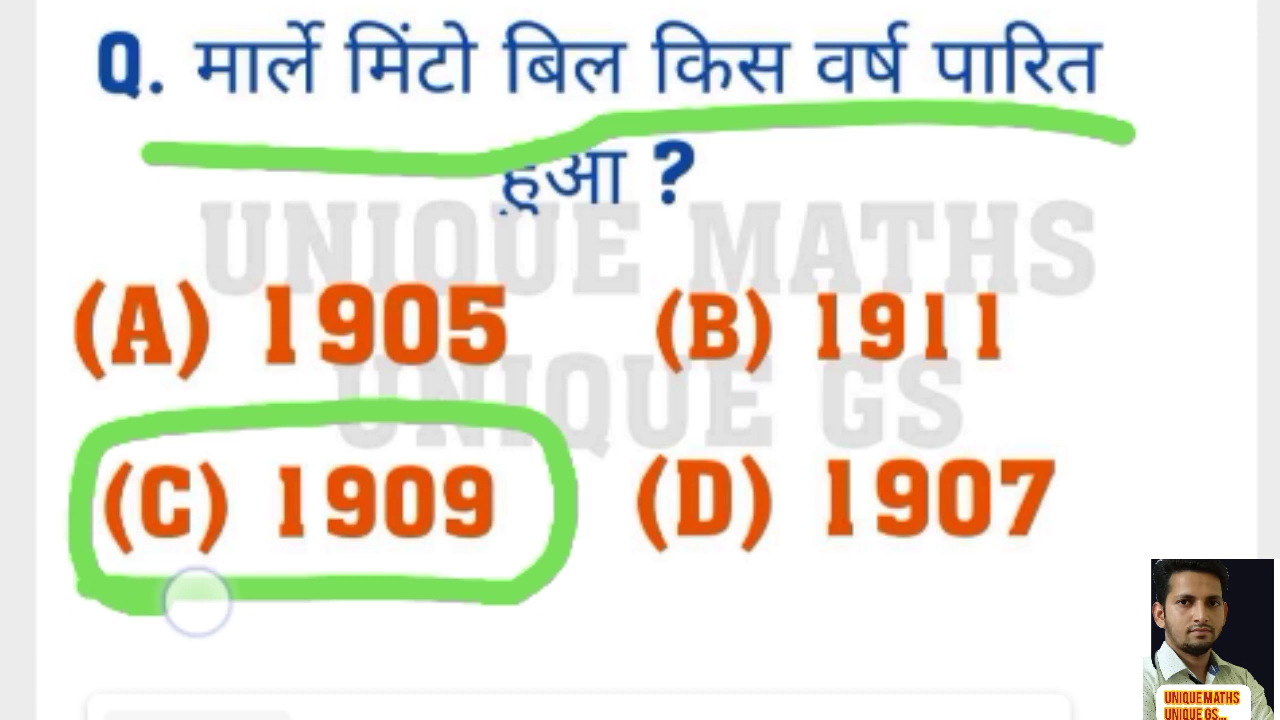 Q. मार्ले मिंटो बिल किस वर्ष पारित
हुआ ?
UNIQUE MATHS
(A) 1905 (B) 1911
UNIQUE GS
(C) 1909 (D) 1907
UNIQUE MATHS
UNIQUE GS...